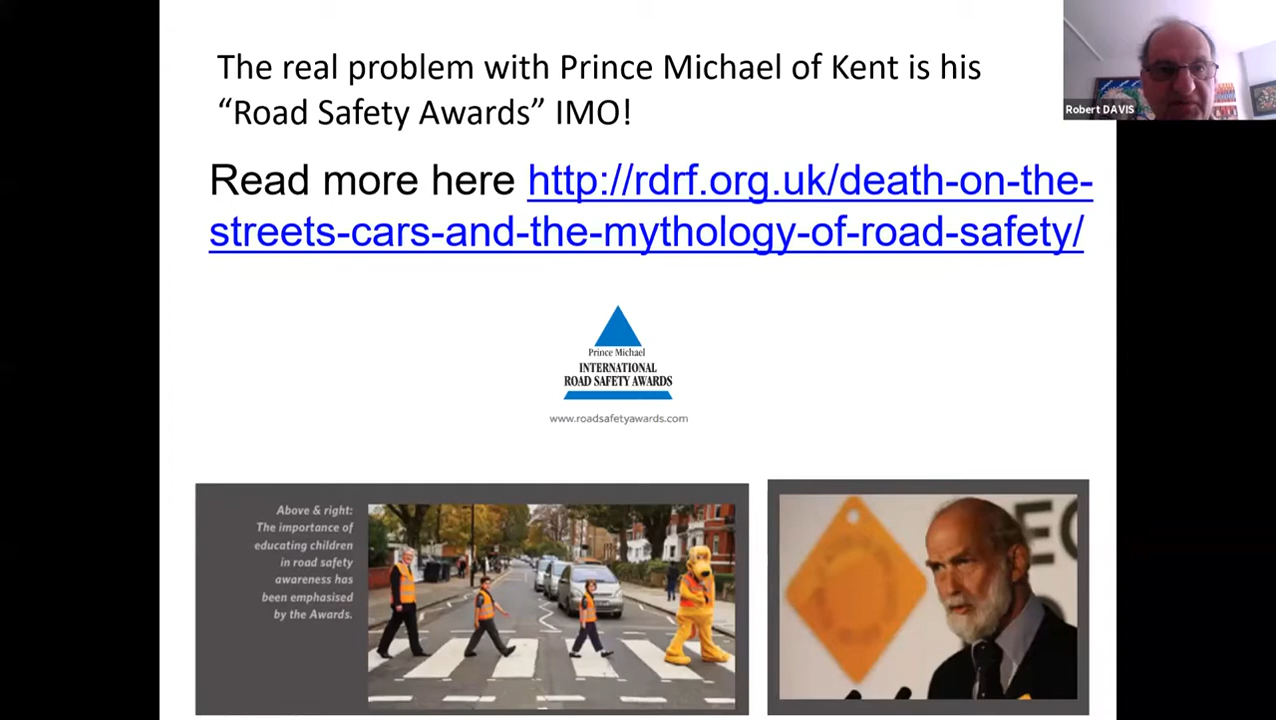 The real problem with Prince Michael of Kent is his
“Road Safety Awards” IMO!
Robert DAVIS
Read more here http://rdrf.org.uk/death-on-the-
streets-cars-and-the-mythology-of-road-safety/
Prince Michael
INTERNATIONAL
ROAD SAFETY AWARDS
www.roadsafetyawards.com
Above & right:
The importance of
educating children
in road safety
awareness has
been emphasised
by the Awards.